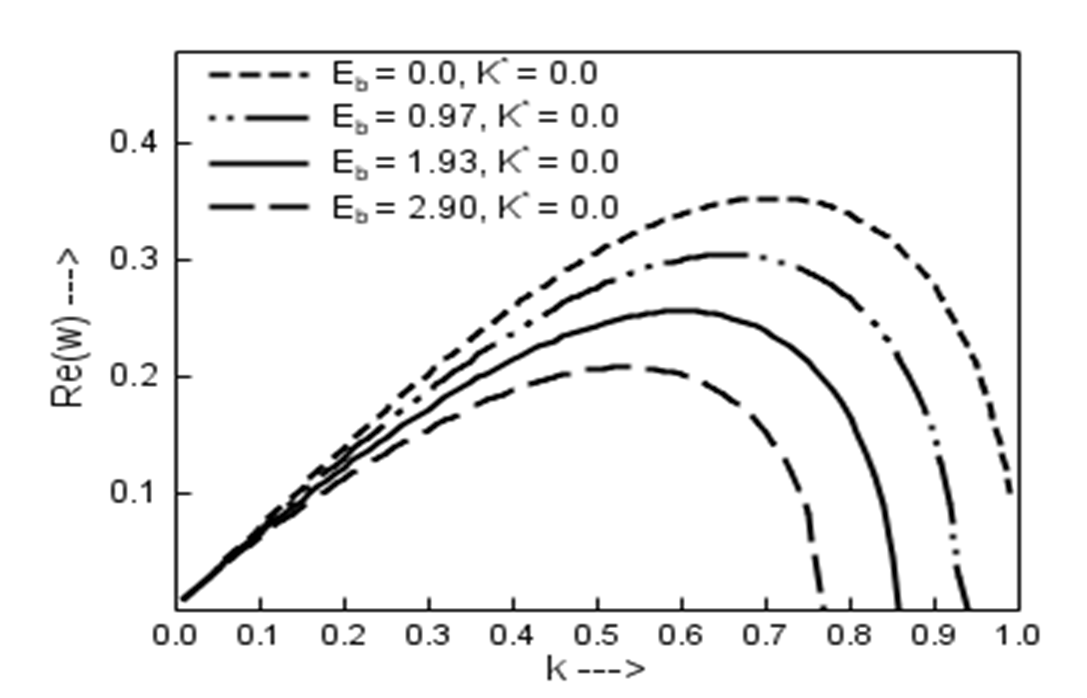 E_b = 0.0, K^* = 0.0
E_b = 0.97, K^* = 0.0
E_b = 1.93, K^* = 0.0
E_b = 2.90, K^* = 0.0
0.4
0.3
0.2
0.1
Re(w) --->
0.0 0.1 0.2 0.3 0.4 0.5 0.6 0.7 0.8 0.9 1.0
k --->